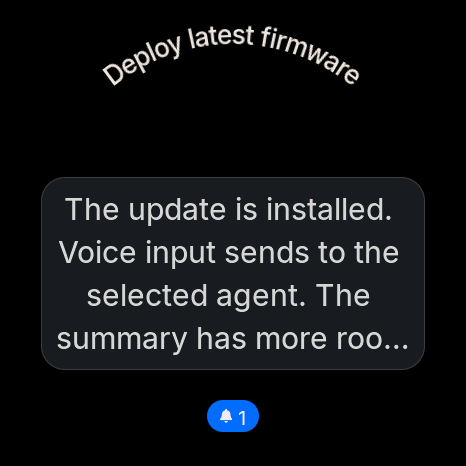 Deploy latest firmware
The update is installed.
Voice input sends to the
selected agent. The
summary has more roo...
1